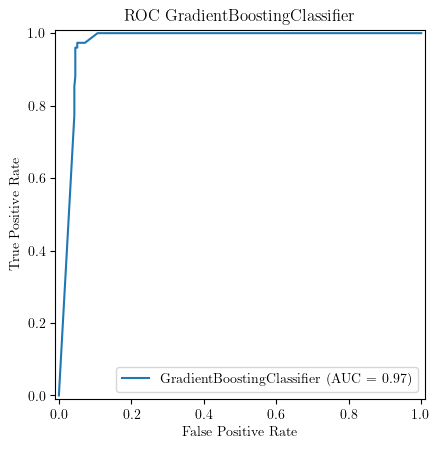 ROC GradientBoostingClassifier
True Positive Rate
1.0
0.8
0.6
0.4
0.2
0.0
GradientBoostingClassifier (AUC = 0.97)
0.0 0.2 0.4 0.6 0.8 1.0
False Positive Rate